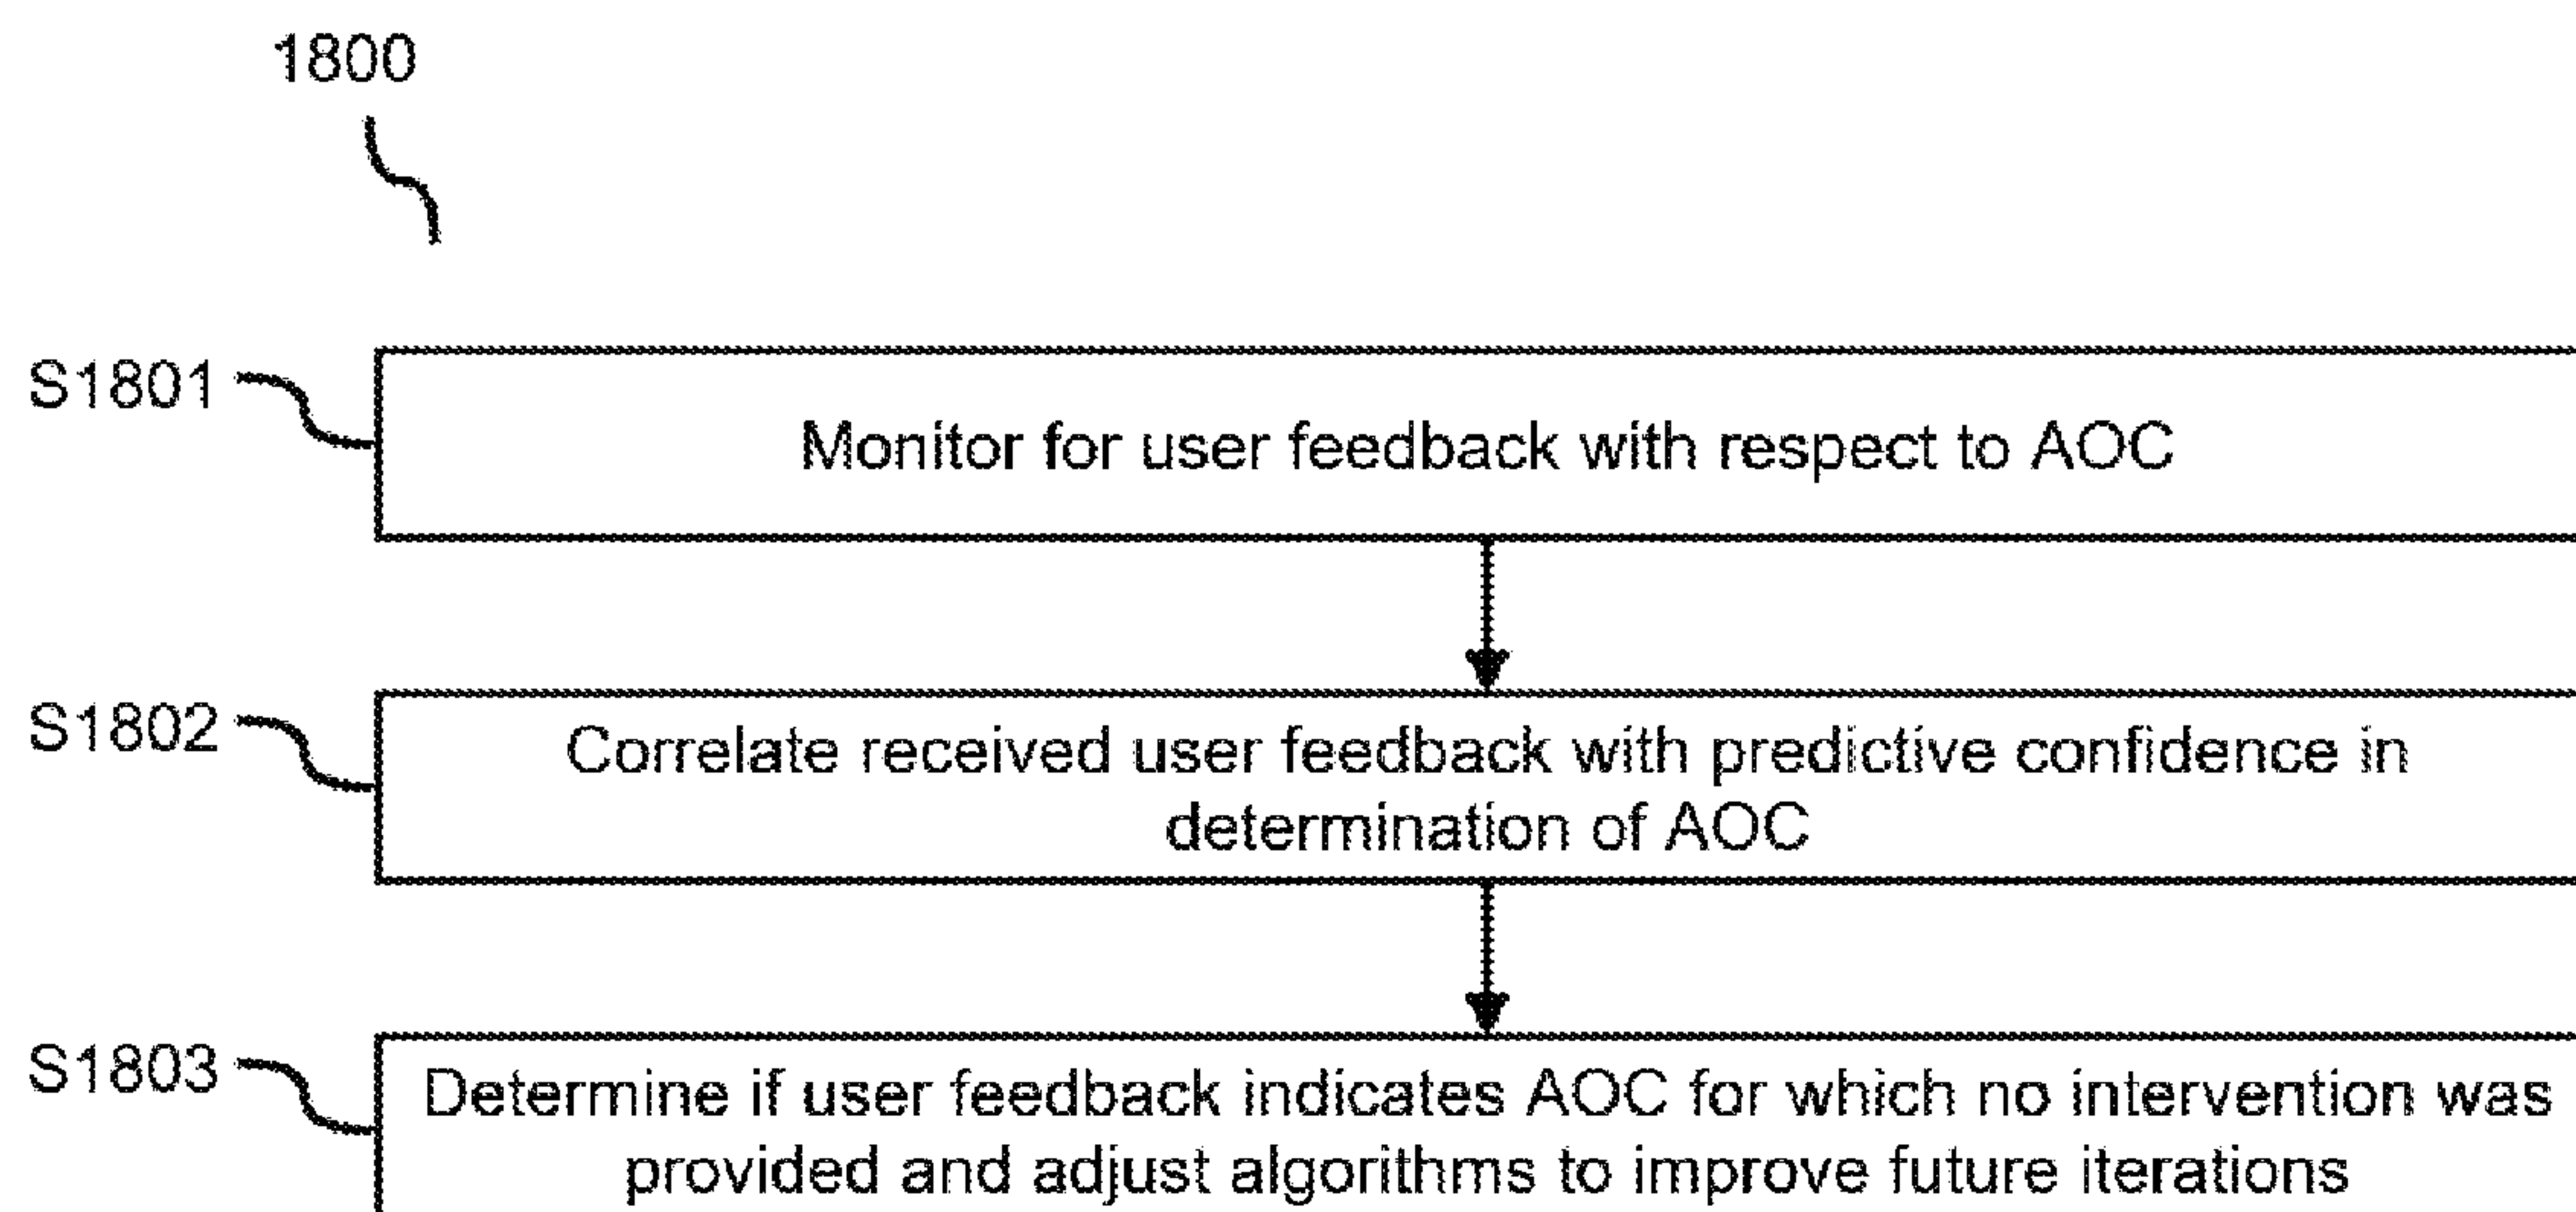 1800
S1801
Monitor for user feedback with respect to AOC
S1802
Correlate received user feedback with predictive confidence in
determination of AOC
S1803
Determine if user feedback indicates AOC for which no intervention was
provided and adjust algorithms to improve future iterations